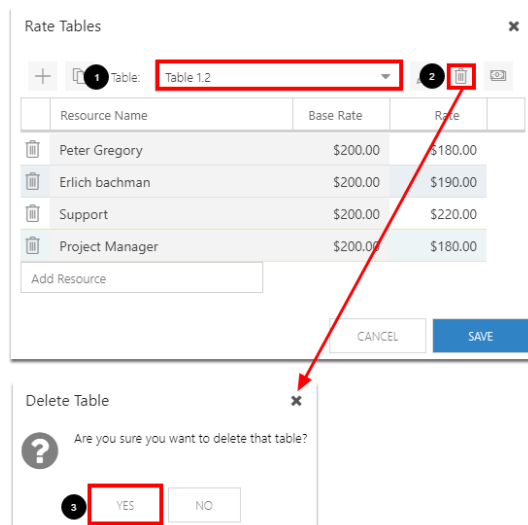 Rate Tables
1 Table: Table 1.2 2
Resource Name Base Rate Rate
Peter Gregory $200.00 $180.00
Erlich bachman $200.00 $190.00
Support $200.00 $220.00
Project Manager $200.00 $180.00
Add Resource
CANCEL SAVE
Delete Table
Are you sure you want to delete that table?
?
3 YES NO